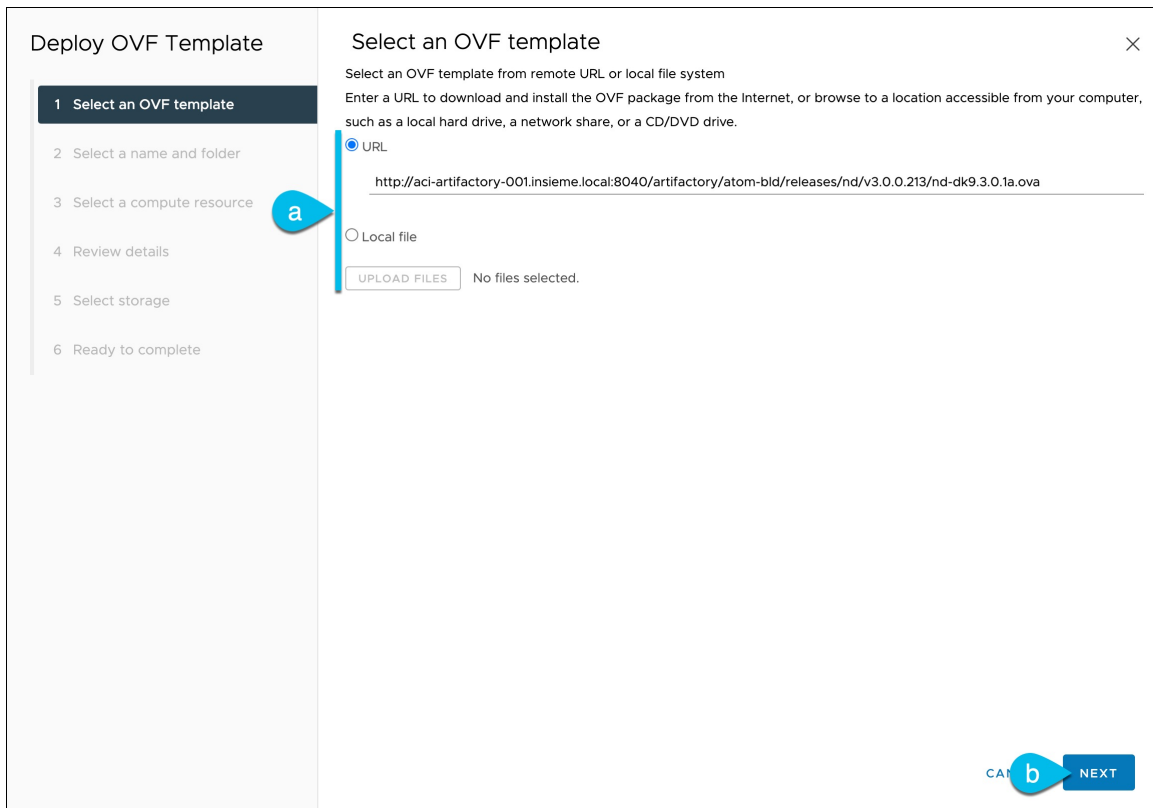 Deploy OVF Template
1 Select an OVF template
2 Select a name and folder
3 Select a compute resource
4 Review details
5 Select storage
6 Ready to complete
Select an OVF template
Select an OVF template from remote URL or local file system
Enter a URL to download and install the OVF package from the Internet, or browse to a location accessible from your computer,
such as a local hard drive, a network share, or a CD/DVD drive.
URL
http://aci-artifactory-001.insieme.local:8040/artifactory/atom-bld/releases/nd/v3.0.0.213/nd-dk9.3.0.1a.ova
a
Local file
UPLOAD FILES No files selected.
b NEXT